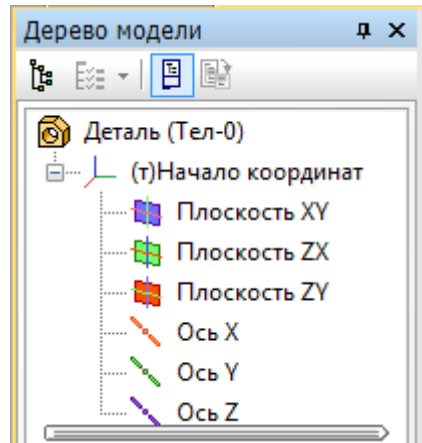 Дерево модели
Деталь (Тел-0)
(т)Начало координат
Плоскость XY
Плоскость ZX
Плоскость ZY
Ось X
Ось Y
Ось Z